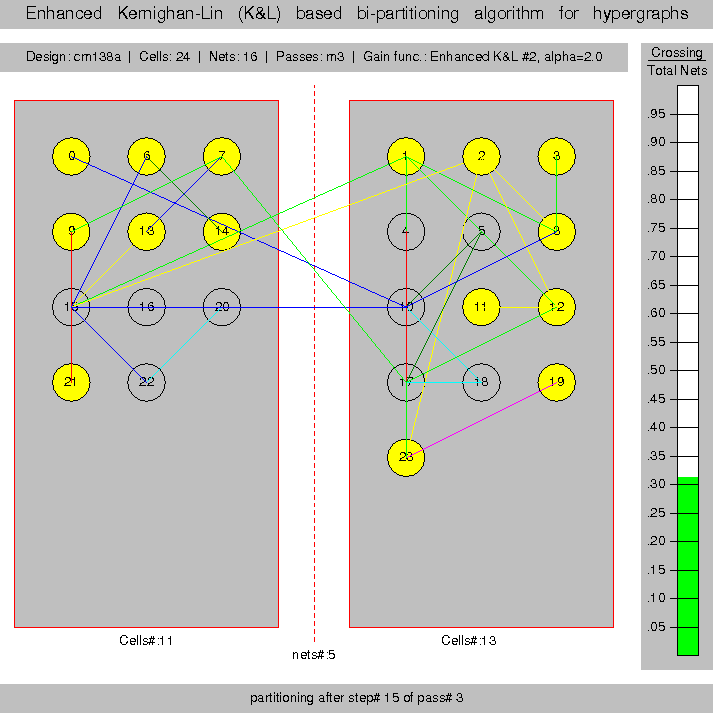 Enhanced Kernighan-Lin (K&L) based bi-partitioning algorithm for hypergraphs
Design: cm138a | Cells: 24 | Nets: 16 | Passes: m3 | Gain func.: Enhanced K&L #2, alpha=2.0
Crossing
Total Nets
.95
.90
.85
.80
.75
.70
.65
.60
.55
.50
.45
.40
.35
.30
.25
.20
.15
.10
.05
0 6 7 1 2 3
9 13 14 4 5 8
15 16 20 10 11 12
21 22 17 18 19
23
Cells#:11
Cells#:13
nets#:5
partitioning after step# 15 of pass# 3